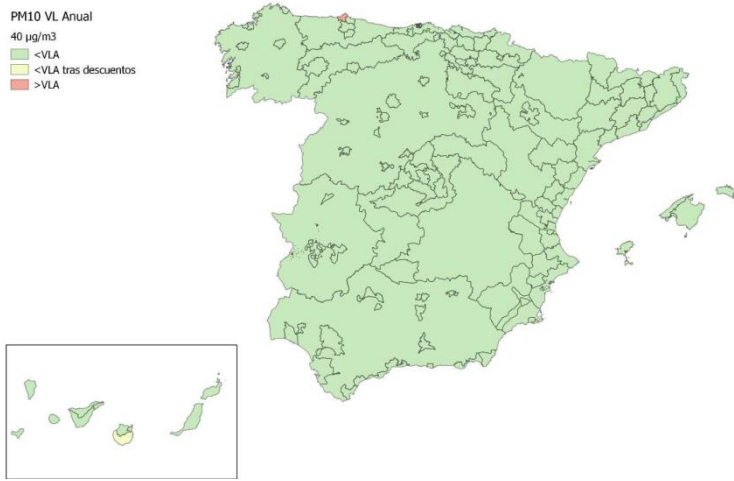 PM10 VL Anual
40 µg/m3
<VLA
<VLA tras descuentos
>VLA